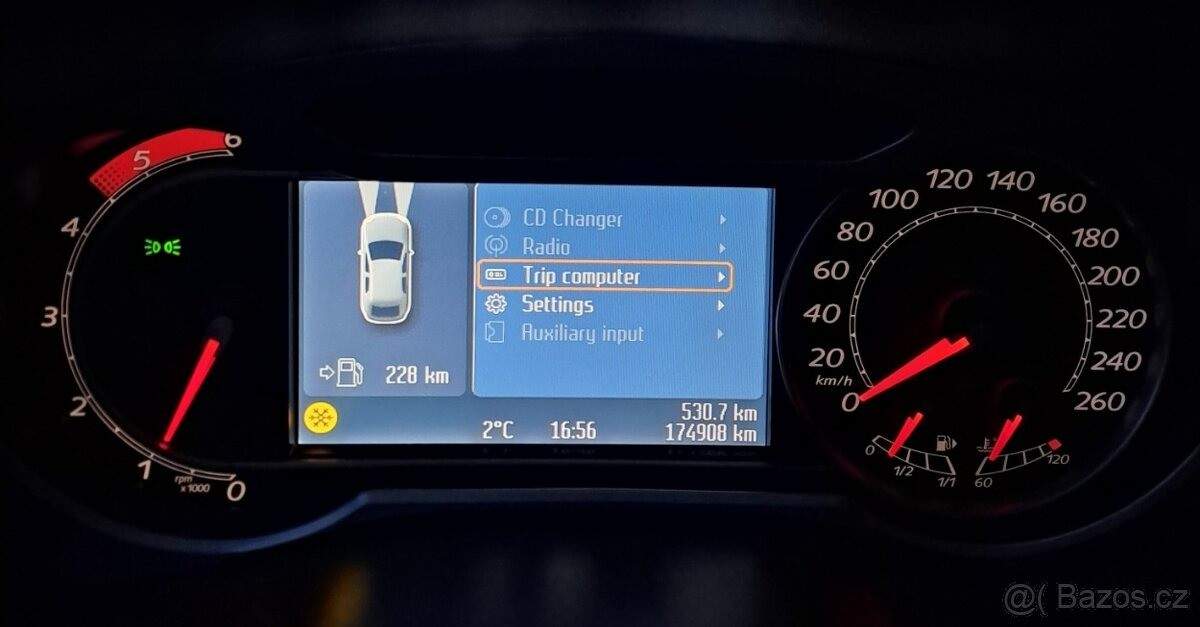 6
5
4
3
2
1
0
rpm
x1000
CD Changer
Radio
Trip computer
Settings
Auxiliary input
228 km
2°C 16:56
530.7 km
174908 km
0
20
40
60
80
100
120
140
160
180
200
220
240
260
km/h
0
1/2
1/1
60
120
@( Bazos.cz